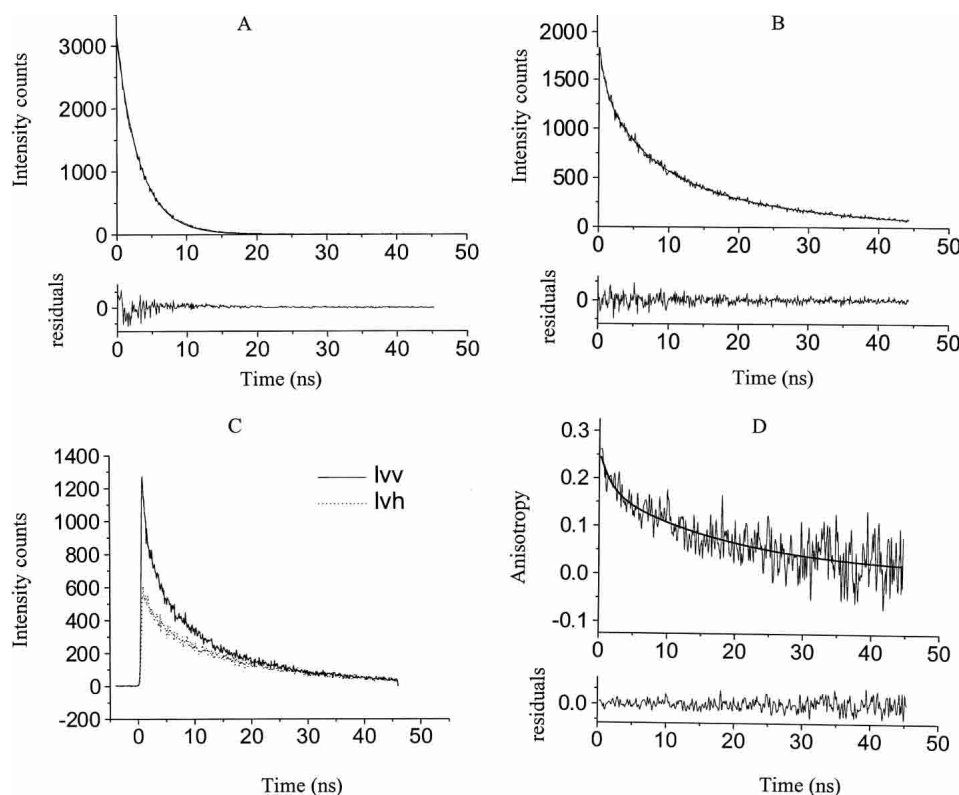 A
Intensity counts
3000
2000
1000
0
0 10 20 30 40 50
residuals
0
0 10 20 30 40 50
Time (ns)
B
Intensity counts
2000
1500
1000
500
0
0 10 20 30 40 50
residuals
0
0 10 20 30 40 50
Time (ns)
C
Intensity counts
1400
1200
1000
800
600
400
200
0
-200
Ivv
Ivh
0 10 20 30 40 50
Time (ns)
D
Anisotropy
0.3
0.2
0.1
0.0
-0.1
0 10 20 30 40 50
residuals
0.0
0 10 20 30 40 50
Time (ns)